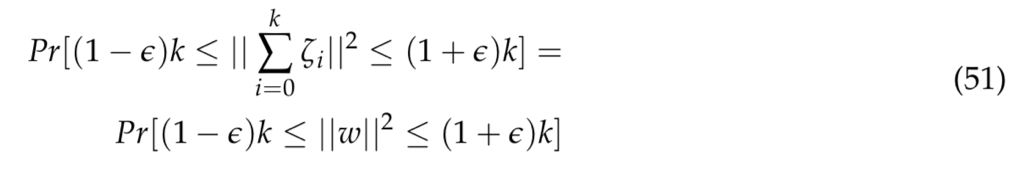 Pr[(1 − ϵ)k ≤ ||∑_{i=0}^{k} ζ_i||² ≤ (1 + ϵ)k] =
Pr[(1 − ϵ)k ≤ ||w||² ≤ (1 + ϵ)k]
(51)